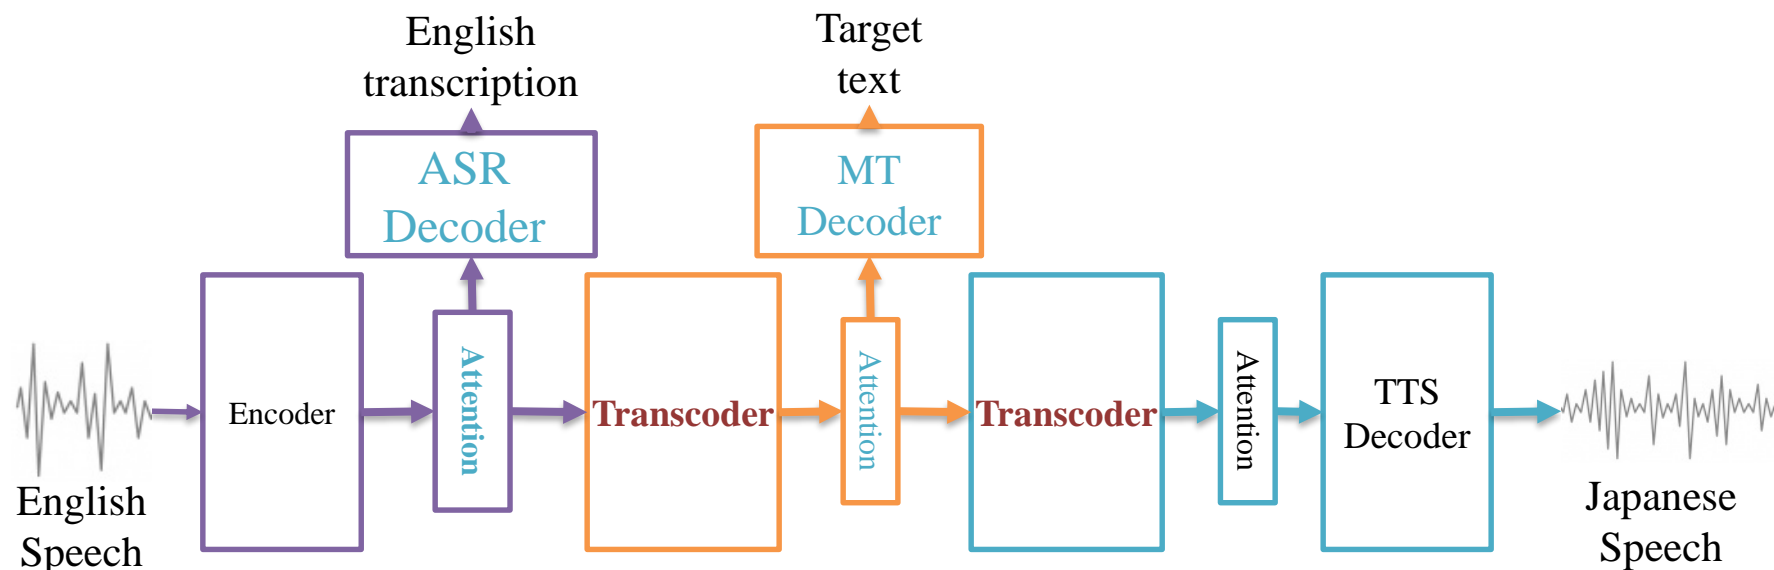 English
transcription
Target
text
ASR
Decoder
MT
Decoder
Encoder
Attention
Transcoder
Attention
Transcoder
Attention
TTS
Decoder
English
Speech
Japanese
Speech